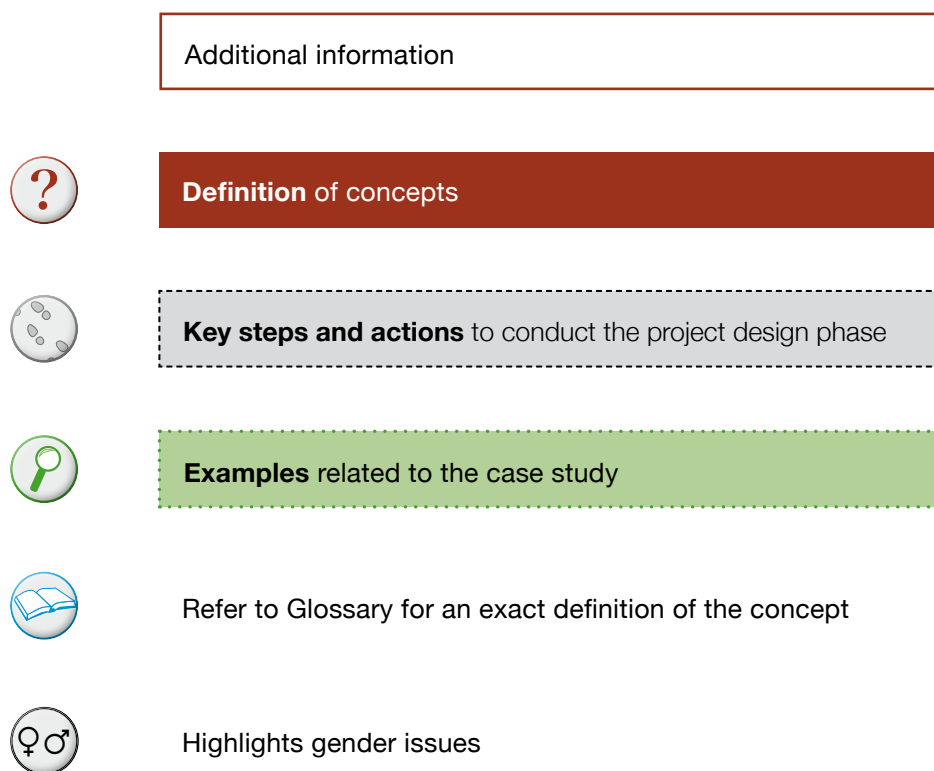 Additional information
?
Definition of concepts
Key steps and actions to conduct the project design phase
Examples related to the case study
Refer to Glossary for an exact definition of the concept
♀♂
Highlights gender issues